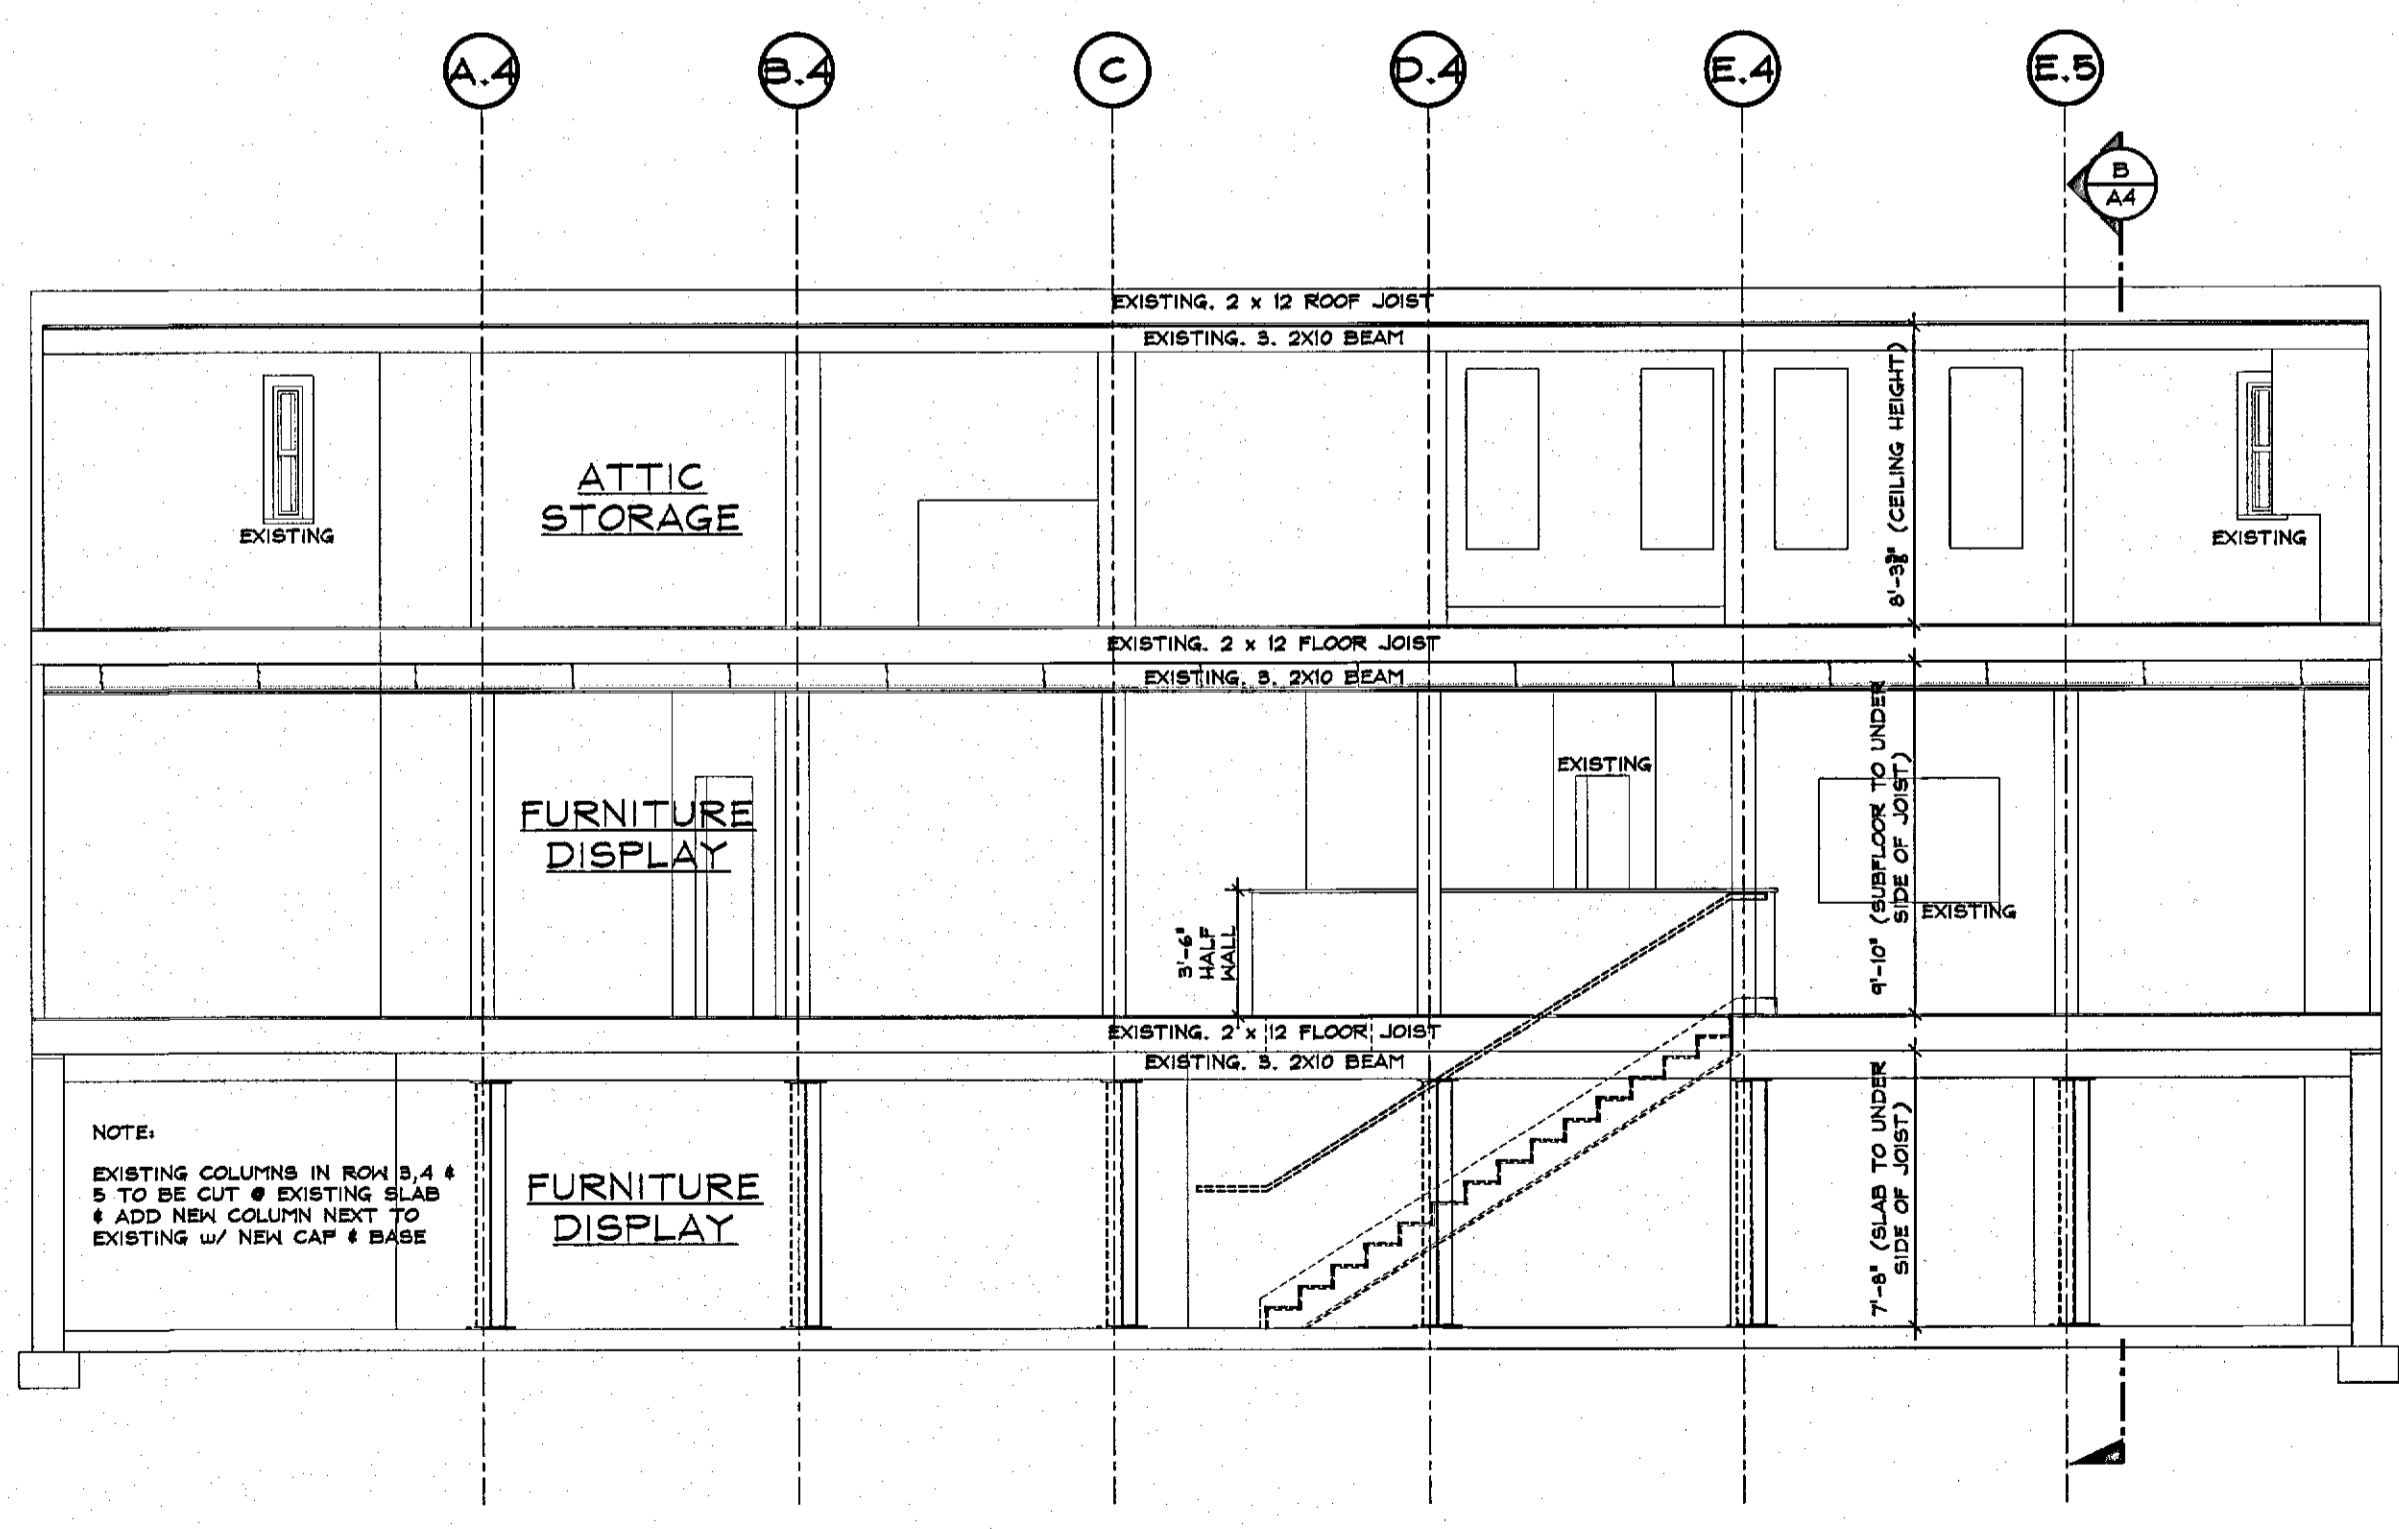 A.4 B.4 C D.4 E.4 E.5
B
A4
EXISTING. 2 x 12 ROOF JOIST
EXISTING. 3. 2X10 BEAM
8'-3⅜" (CEILING HEIGHT)
ATTIC
STORAGE
EXISTING
EXISTING
EXISTING. 2 x 12 FLOOR JOIST
EXISTING. 3. 2X10 BEAM
9'-10" (SUBFLOOR TO UNDER
SIDE OF JOIST)
EXISTING
FURNITURE
DISPLAY
EXISTING
3'-6"
HALF
WALL
EXISTING. 2 x 12 FLOOR JOIST
EXISTING. 3. 2X10 BEAM
7'-8" (SLAB TO UNDER
SIDE OF JOIST)
NOTE:
EXISTING COLUMNS IN ROW 3,4 &
5 TO BE CUT @ EXISTING SLAB
& ADD NEW COLUMN NEXT TO
EXISTING w/ NEW CAP & BASE
FURNITURE
DISPLAY